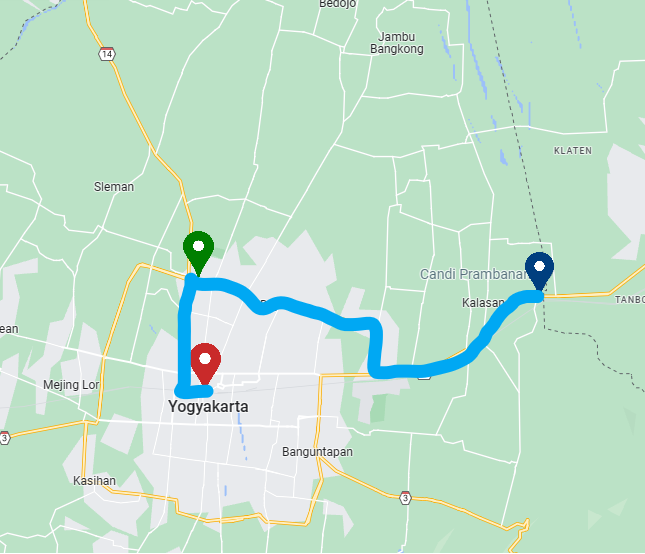 Bedojo
14
Jambu
Bangkong
KLATEN
Sleman
Candi Prambanan
Kalasan
TANBO
ean
Mejing Lor
Yogyakarta
3
Banguntapan
Kasihan
3